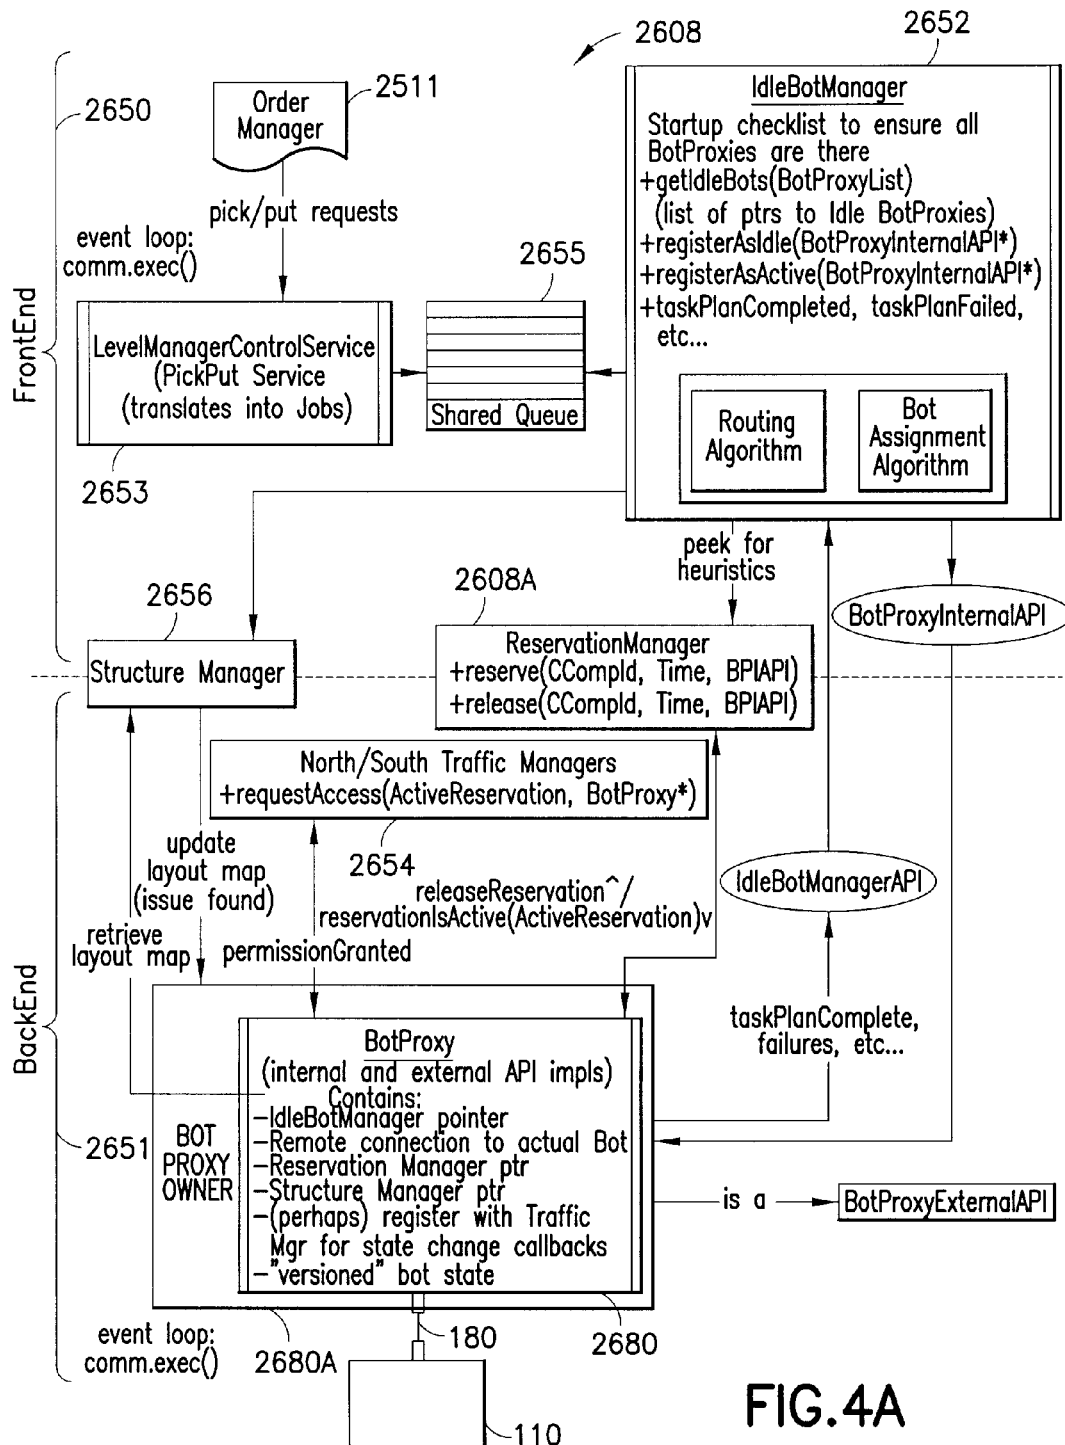 2652
2608
2650
2511
Order
Manager
pick/put requests
event loop:
comm.exec()
2655
IdleBotManager
Startup checklist to ensure all
BotProxies are there
+getIdleBots(BotProxyList)
(list of ptrs to Idle BotProxies)
+registerAsIdle(BotProxyInternalAPI*)
+registerAsActive(BotProxyInternalAPI*)
+taskPlanCompleted, taskPlanFailed,
etc...
FrontEnd
LevelManagerControlService
(PickPut Service
(translates into Jobs)
Shared Queue
Routing
Algorithm
Bot
Assignment
Algorithm
2653
peek for
heuristics
2656
2608A
BotProxyInternalAPI
Structure Manager
ReservationManager
+reserve(CCompId, Time, BPIAPI)
+release(CCompId, Time, BPIAPI)
North/South Traffic Managers
+requestAccess(ActiveReservation, BotProxy*)
2654
update
layout map
(issue found)
retrieve
layout map
releaseReservation^/
reservationIsActive(ActiveReservation)v
permissionGranted
IdleBotManagerAPI
BackEnd
taskPlanComplete,
failures, etc...
BotProxy
(internal and external API impls)
Contains:
-IdleBotManager pointer
-Remote connection to actual Bot
-Reservation Manager ptr
-Structure Manager ptr
-(perhaps) register with Traffic
Mgr for state change callbacks
-"versioned" bot state
2651
BOT
PROXY
OWNER
is a
BotProxyExternalAPI
event loop:
comm.exec()
2680A
180
2680
110
FIG.4A